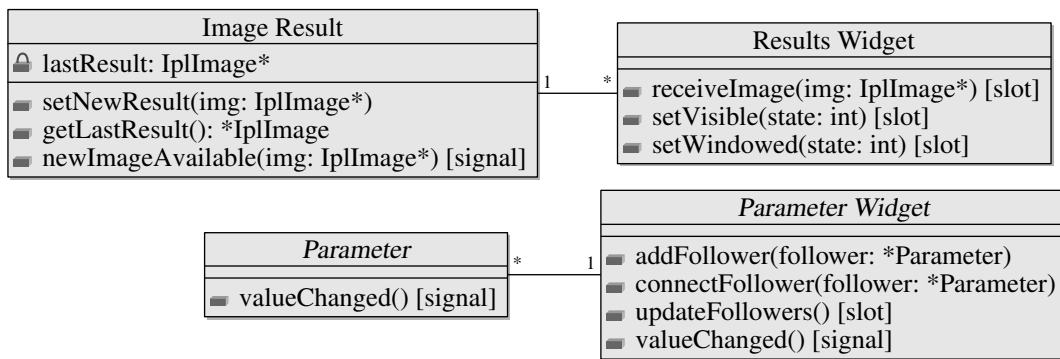 Image Result
lastResult: IplImage*
setNewResult(img: IplImage*)
getLastResult(): *IplImage
newImageAvailable(img: IplImage*) [signal]
1
*
Results Widget
receiveImage(img: IplImage*) [slot]
setVisible(state: int) [slot]
setWindowed(state: int) [slot]
Parameter
valueChanged() [signal]
*
1
Parameter Widget
addFollower(follower: *Parameter)
connectFollower(follower: *Parameter)
updateFollowers() [slot]
valueChanged() [signal]